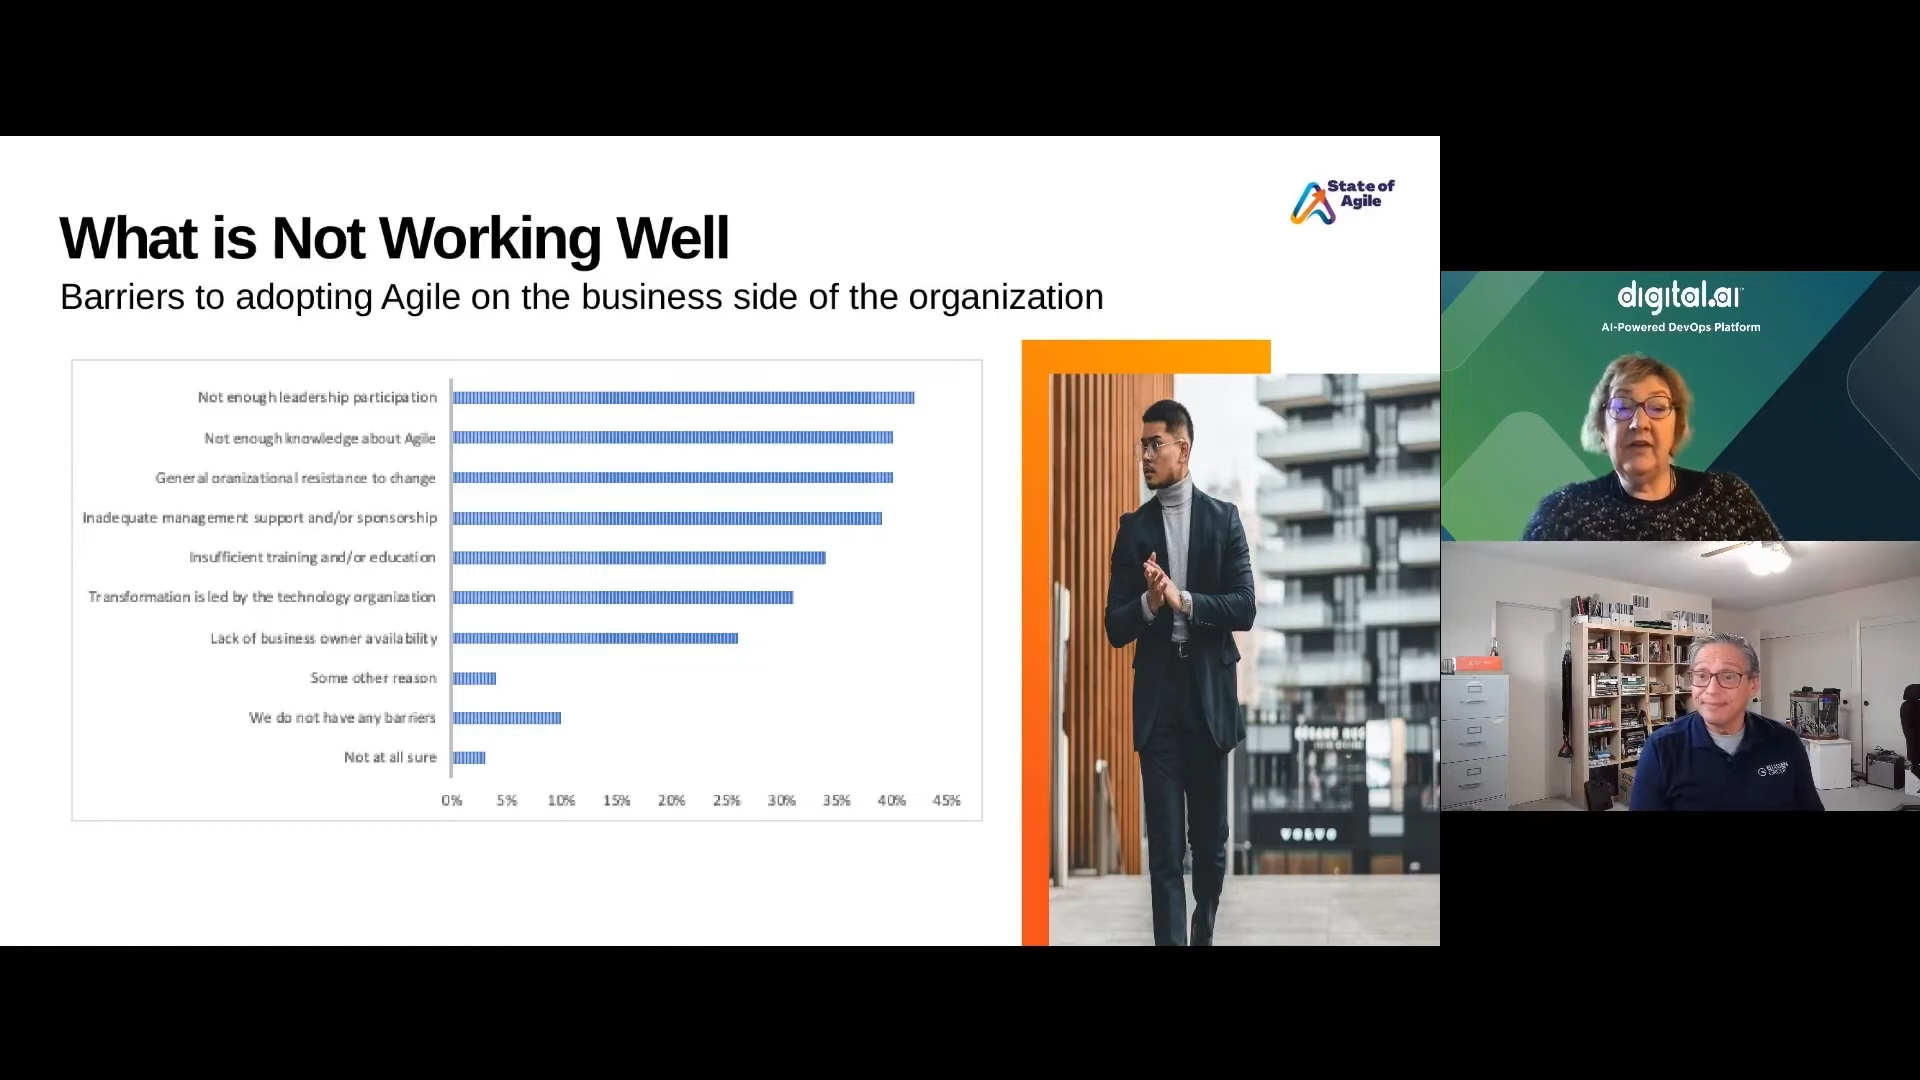 State of
Agile
What is Not Working Well
Barriers to adopting Agile on the business side of the organization
Not enough leadership participation
Not enough knowledge about Agile
General oranizational resistance to change
Inadequate management support and/or sponsorship
Insufficient training and/or education
Transformation is led by the technology organization
Lack of business owner availability
Some other reason
We do not have any barriers
Not at all sure
0% 5% 10% 15% 20% 25% 30% 35% 40% 45%
VOLVO
digital.ai
AI-Powered DevOps Platform